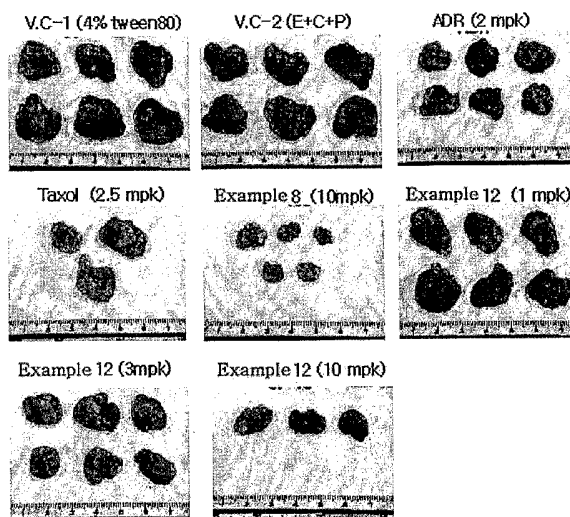 V.C-1 (4% tween80)
V.C-2 (E+C+P)
ADR (2 mpk)
Taxol (2.5 mpk)
Example 8 (10mpk)
Example 12 (1 mpk)
Example 12 (3mpk)
Example 12 (10 mpk)